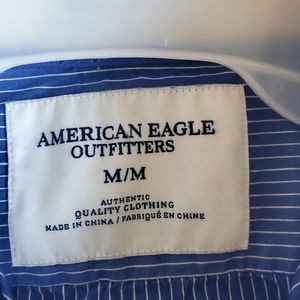 AMERICAN EAGLE
OUTFITTERS
M/M
AUTHENTIC
QUALITY CLOTHING
MADE IN CHINA / FABRIQUÉ EN CHINE